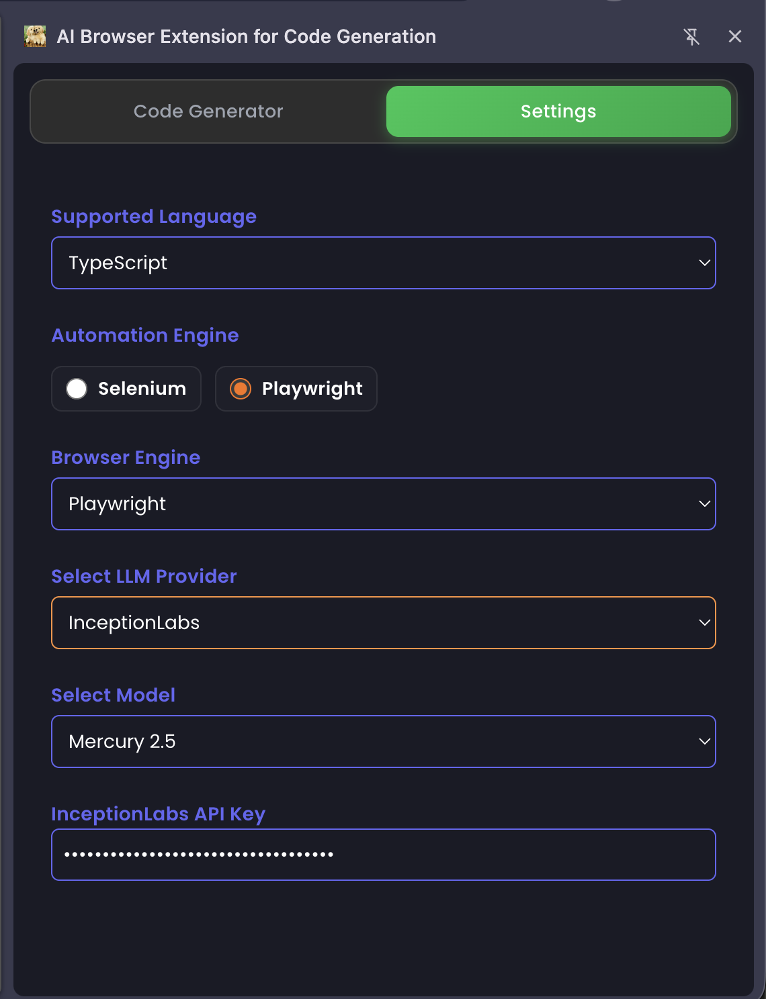 AI Browser Extension for Code Generation
Code Generator
Settings
Supported Language
TypeScript
Automation Engine
Selenium
Playwright
Browser Engine
Playwright
Select LLM Provider
InceptionLabs
Select Model
Mercury 2.5
InceptionLabs API Key
•••••••••••••••••••••••••••••••••••